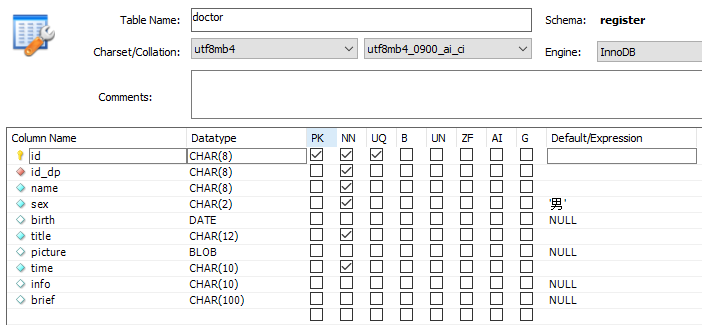 Table Name: doctor Schema: register
Charset/Collation: utf8mb4 utf8mb4_0900_ai_ci Engine: InnoDB
Comments:
Column Name Datatype PK NN UQ B UN ZF AI G Default/Expression
id CHAR(8)
id_dp CHAR(8)
name CHAR(8)
sex CHAR(2) '男'
birth DATE NULL
title CHAR(12)
picture BLOB NULL
time CHAR(10)
info CHAR(10) NULL
brief CHAR(100) NULL